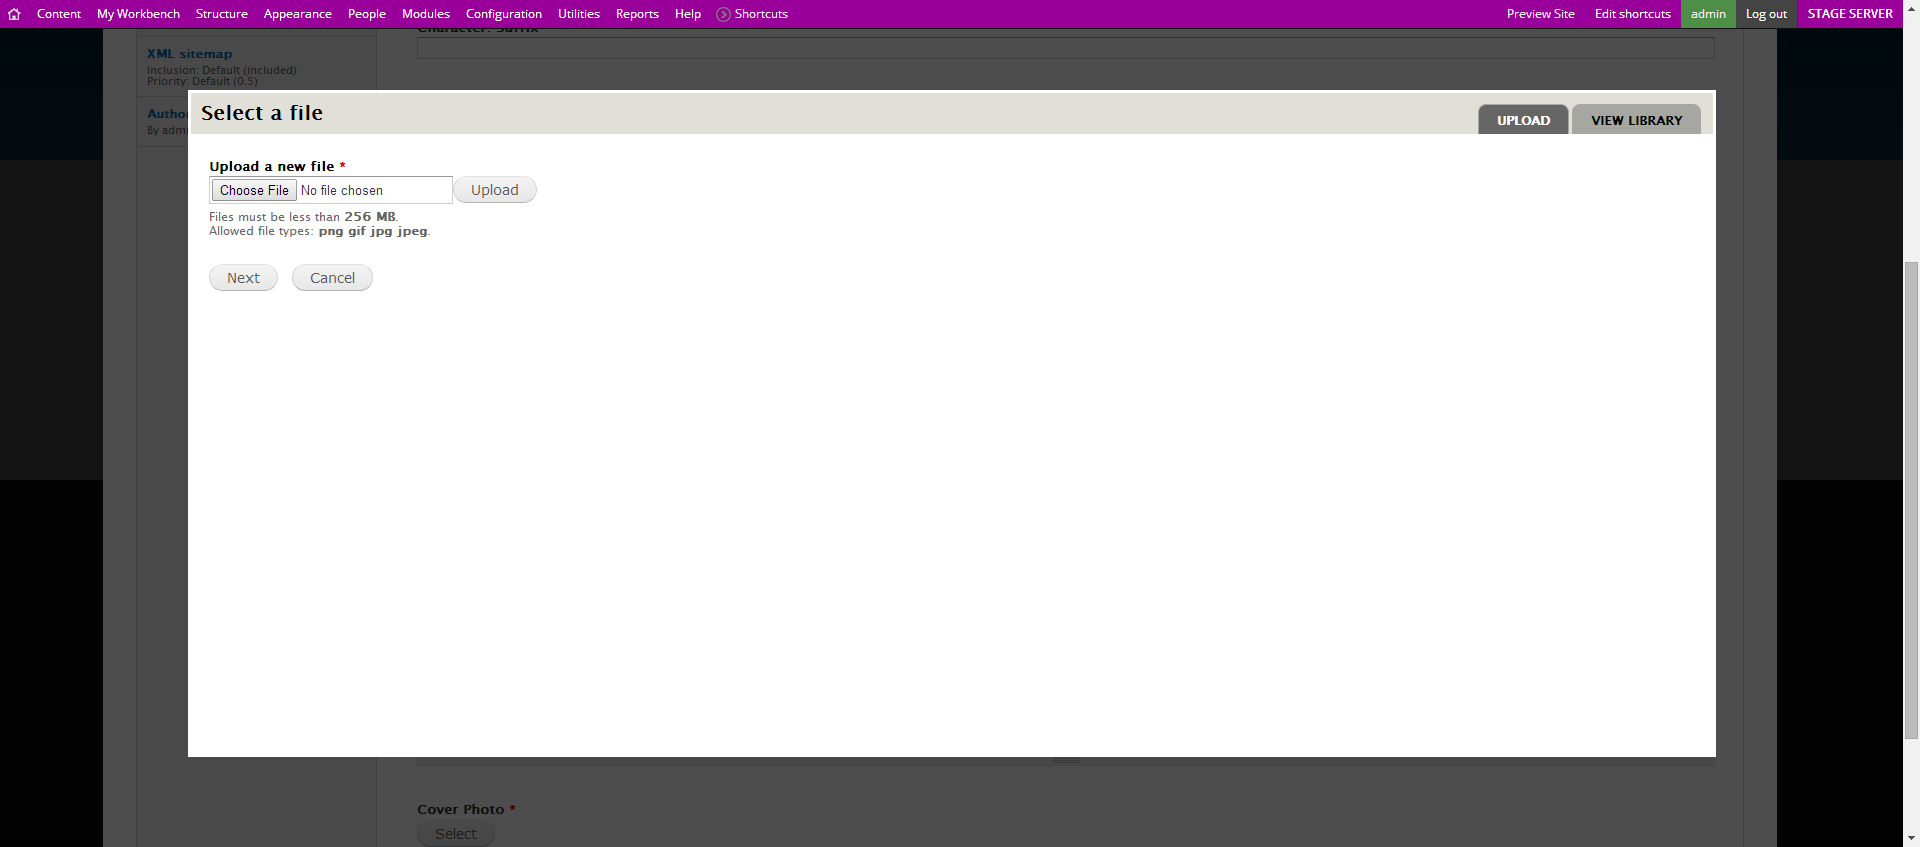 Content My Workbench Structure Appearance People Modules Configuration Utilities Reports Help Shortcuts Preview Site Edit shortcuts admin Log out STAGE SERVER
Character: Suffix
XML sitemap
Inclusion: Default (included)
Priority: Default (0.5)
Autho
By adm
Select a file
UPLOAD VIEW LIBRARY
Upload a new file *
Choose File No file chosen Upload
Files must be less than 256 MB.
Allowed file types: png gif jpg jpeg.
Next Cancel
Cover Photo *
Select